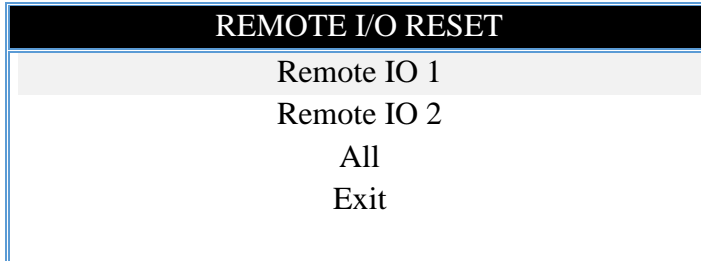 REMOTE I/O RESET
Remote IO 1
Remote IO 2
All
Exit